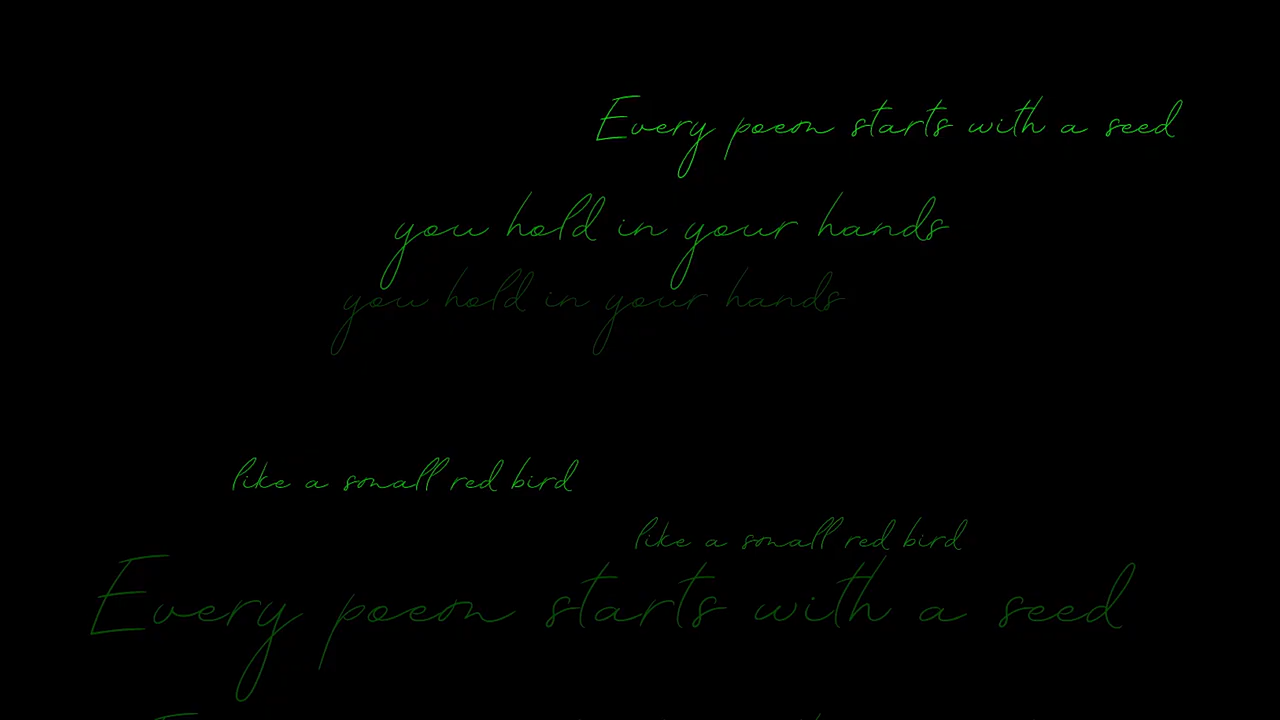 Every poem starts with a seed
you hold in your hands
you hold in your hands
like a small red bird
like a small red bird
Every poem starts with a seed